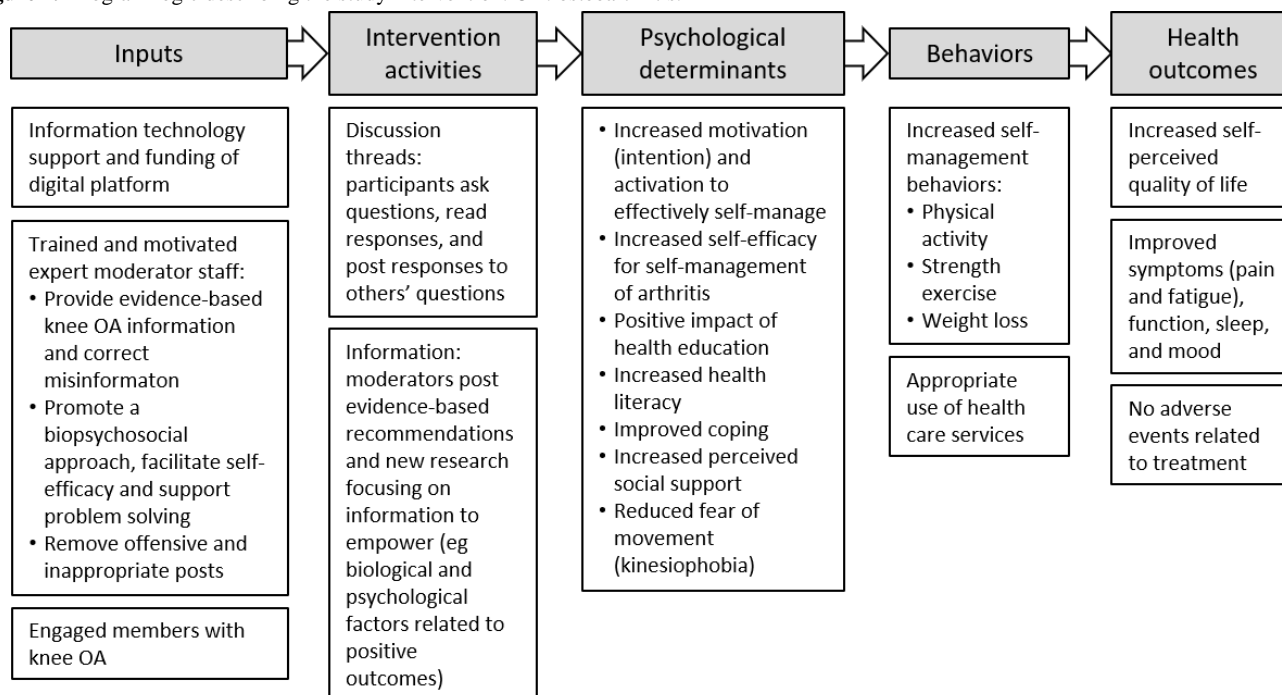 Inputs
Information technology
support and funding of
digital platform
Trained and motivated
expert moderator staff:
• Provide evidence-based
knee OA information
and correct
misinformaton
• Promote a
biopsychosocial
approach, facilitate self-
efficacy and support
problem solving
• Remove offensive and
inappropriate posts
Engaged members with
knee OA
Intervention
activities
Discussion
threads:
participants ask
questions, read
responses, and
post responses to
others’ questions
Information:
moderators post
evidence-based
recommendations
and new research
focusing on
information to
empower (eg
biological and
psychological
factors related to
positive
outcomes)
Psychological
determinants
• Increased motivation
(intention) and
activation to
effectively self-manage
• Increased self-efficacy
for self-management
of arthritis
• Positive impact of
health education
• Increased health
literacy
• Improved coping
• Increased perceived
social support
• Reduced fear of
movement
(kinesiophobia)
Behaviors
Increased self-
management
behaviors:
• Physical
activity
• Strength
exercise
• Weight loss
Appropriate
use of health
care services
Health
outcomes
Increased self-
perceived
quality of life
Improved
symptoms (pain
and fatigue),
function, sleep,
and mood
No adverse
events related
to treatment